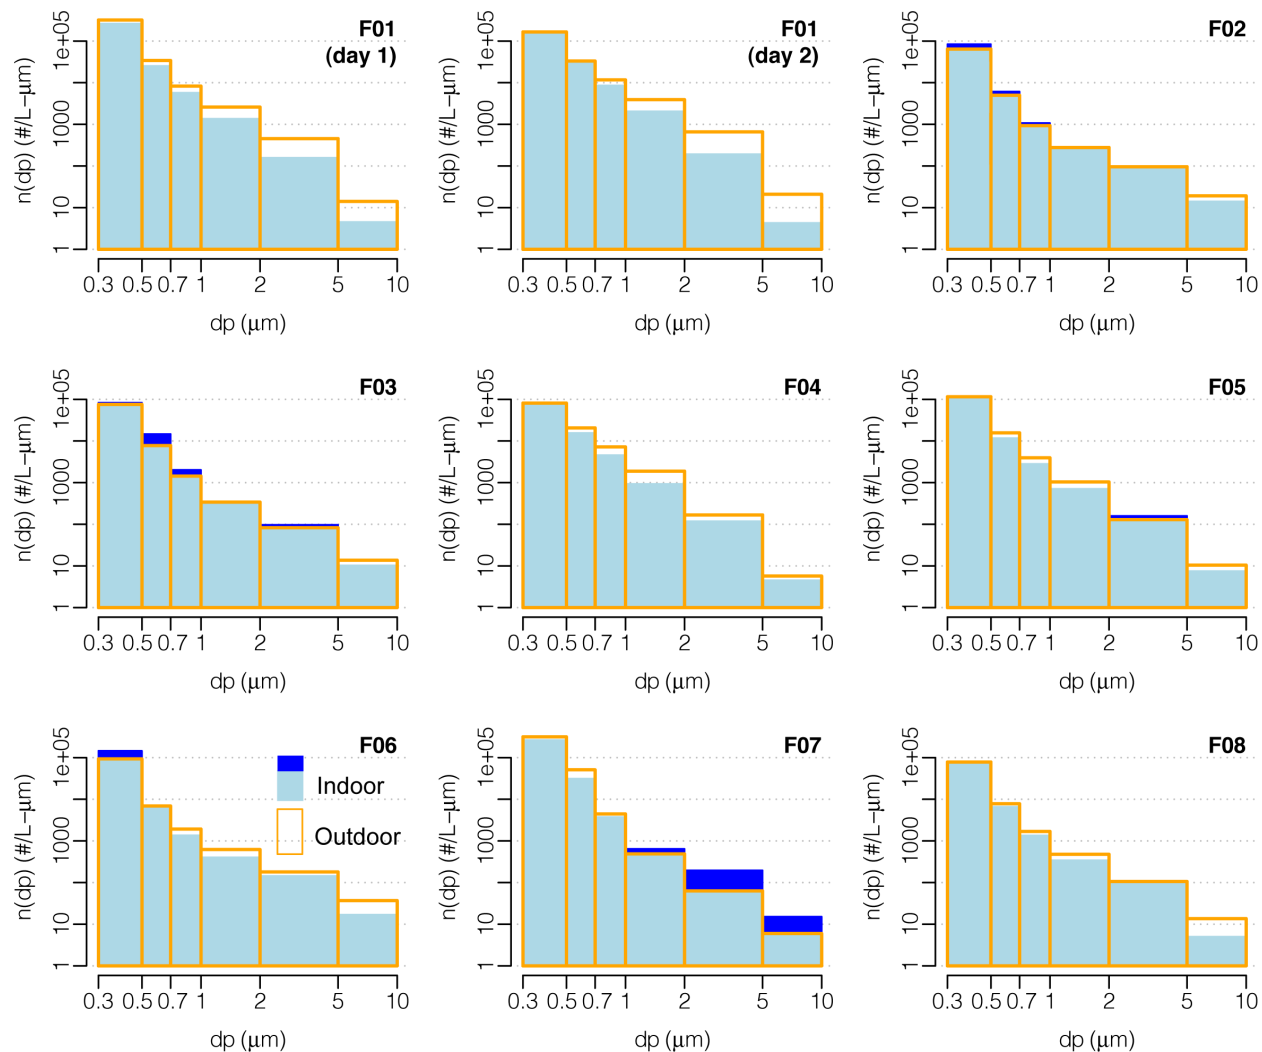 F01
(day 1)
n(dp) (#/L−μm)
1e+05
1000
10
1
0.3 0.5 0.7 1 2 5 10
dp (μm)
F01
(day 2)
n(dp) (#/L−μm)
1e+05
1000
10
1
0.3 0.5 0.7 1 2 5 10
dp (μm)
F02
n(dp) (#/L−μm)
1e+05
1000
10
1
0.3 0.5 0.7 1 2 5 10
dp (μm)
F03
n(dp) (#/L−μm)
1e+05
1000
10
1
0.3 0.5 0.7 1 2 5 10
dp (μm)
F04
n(dp) (#/L−μm)
1e+05
1000
10
1
0.3 0.5 0.7 1 2 5 10
dp (μm)
F05
n(dp) (#/L−μm)
1e+05
1000
10
1
0.3 0.5 0.7 1 2 5 10
dp (μm)
F06
n(dp) (#/L−μm)
1e+05
1000
10
1
Indoor
Outdoor
0.3 0.5 0.7 1 2 5 10
dp (μm)
F07
n(dp) (#/L−μm)
1e+05
1000
10
1
0.3 0.5 0.7 1 2 5 10
dp (μm)
F08
n(dp) (#/L−μm)
1e+05
1000
10
1
0.3 0.5 0.7 1 2 5 10
dp (μm)